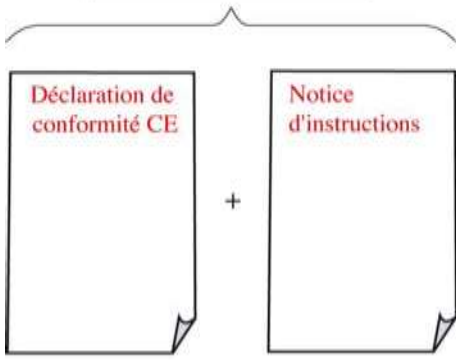 Déclaration de
conformité CE
+
Notice
d'instructions